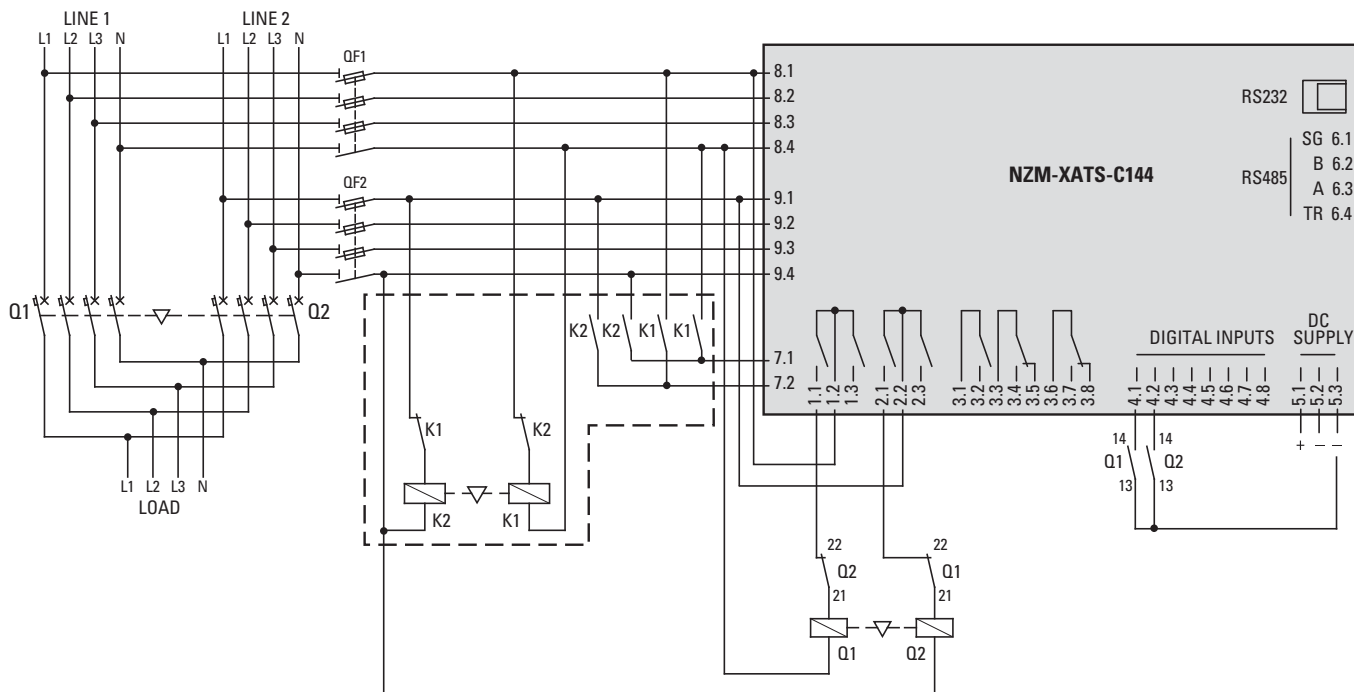 LINE 1 LINE 2
L1 L2 L3 N L1 L2 L3 N
QF1
8.1
8.2
8.3
8.4
QF2
9.1
9.2
9.3
9.4
NZM-XATS-C144
RS232
SG 6.1
RS485
B 6.2
A 6.3
TR 6.4
Q1 Q2
K2 K2 K1 K1
7.1
7.2
DIGITAL INPUTS
DC
SUPPLY
1.1 1.2 1.3 2.1 2.2 2.3 3.1 3.2 3.3 3.4 3.5 3.6 3.7 3.8 4.1 4.2 4.3 4.4 4.5 4.6 4.7 4.8 5.1 5.2 5.3
+ – –
K1 K2
14 14
Q1 Q2
13 13
L1 L2 L3 N
LOAD
K2 K1
22 22
Q2 Q1
21 21
Q1 Q2